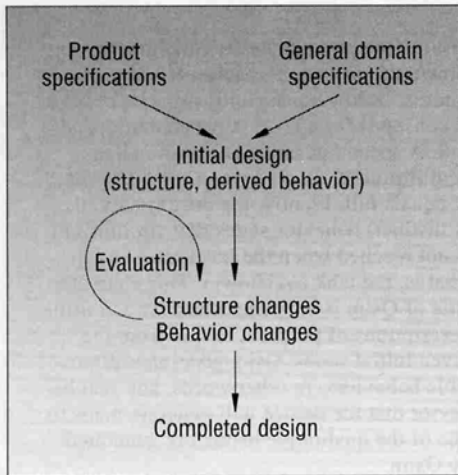 Product
specifications
General domain
specifications
Initial design
(structure, derived behavior)
Evaluation
Structure changes
Behavior changes
Completed design